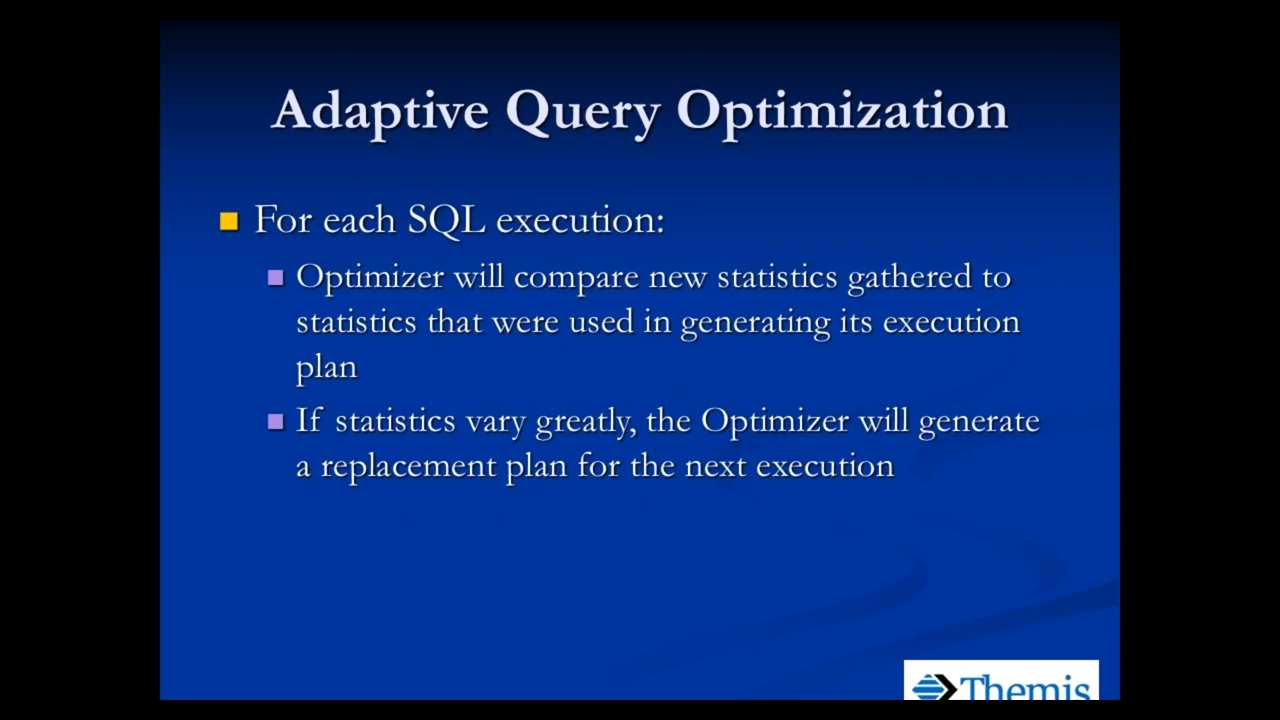 Adaptive Query Optimization
For each SQL execution:
Optimizer will compare new statistics gathered to
statistics that were used in generating its execution
plan
If statistics vary greatly, the Optimizer will generate
a replacement plan for the next execution
Themis